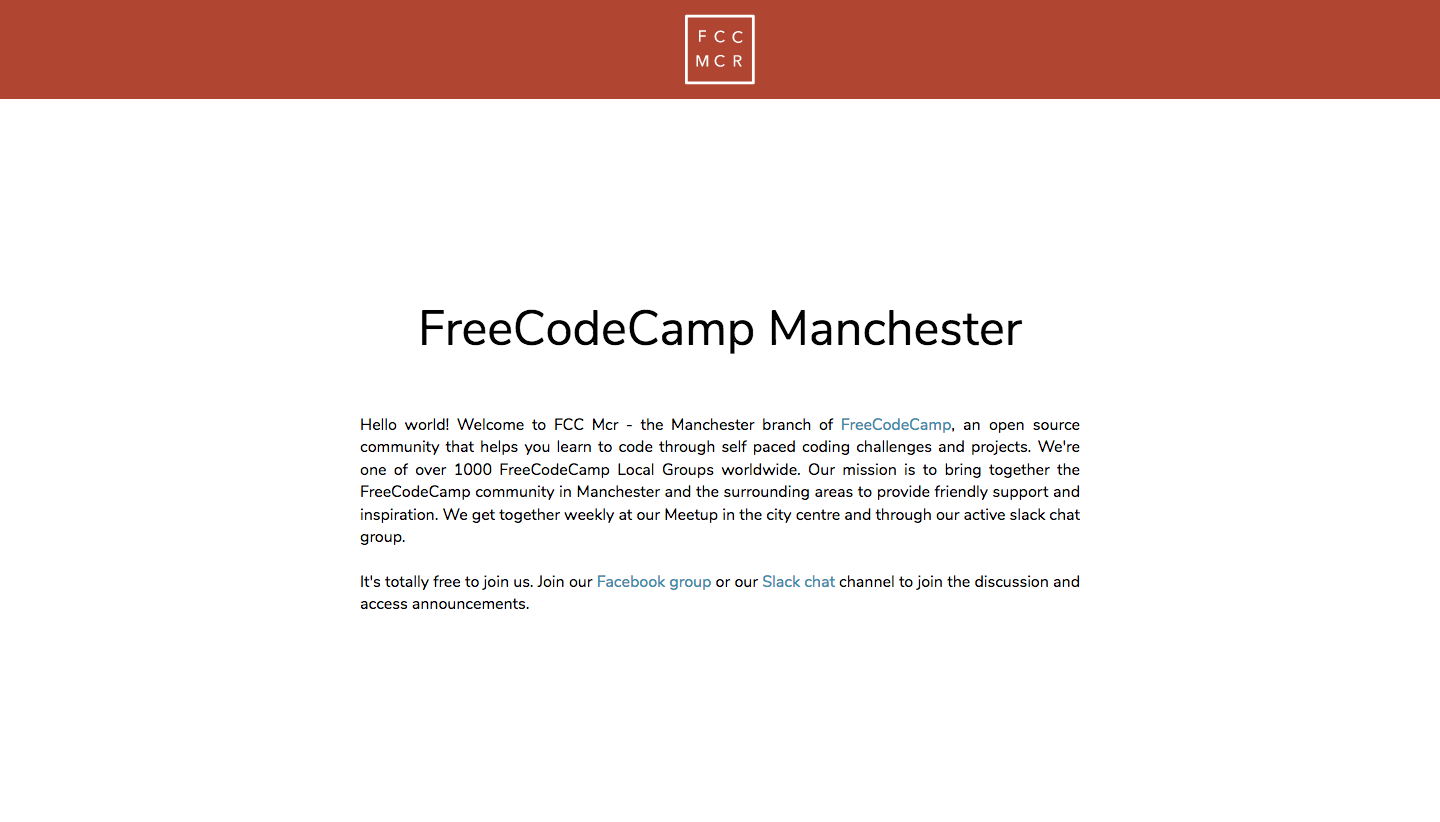 F C C
M C R
FreeCodeCamp Manchester
Hello world! Welcome to FCC Mcr - the Manchester branch of FreeCodeCamp, an open source
community that helps you learn to code through self paced coding challenges and projects. We're
one of over 1000 FreeCodeCamp Local Groups worldwide. Our mission is to bring together the
FreeCodeCamp community in Manchester and the surrounding areas to provide friendly support and
inspiration. We get together weekly at our Meetup in the city centre and through our active slack chat
group.
It's totally free to join us. Join our Facebook group or our Slack chat channel to join the discussion and
access announcements.